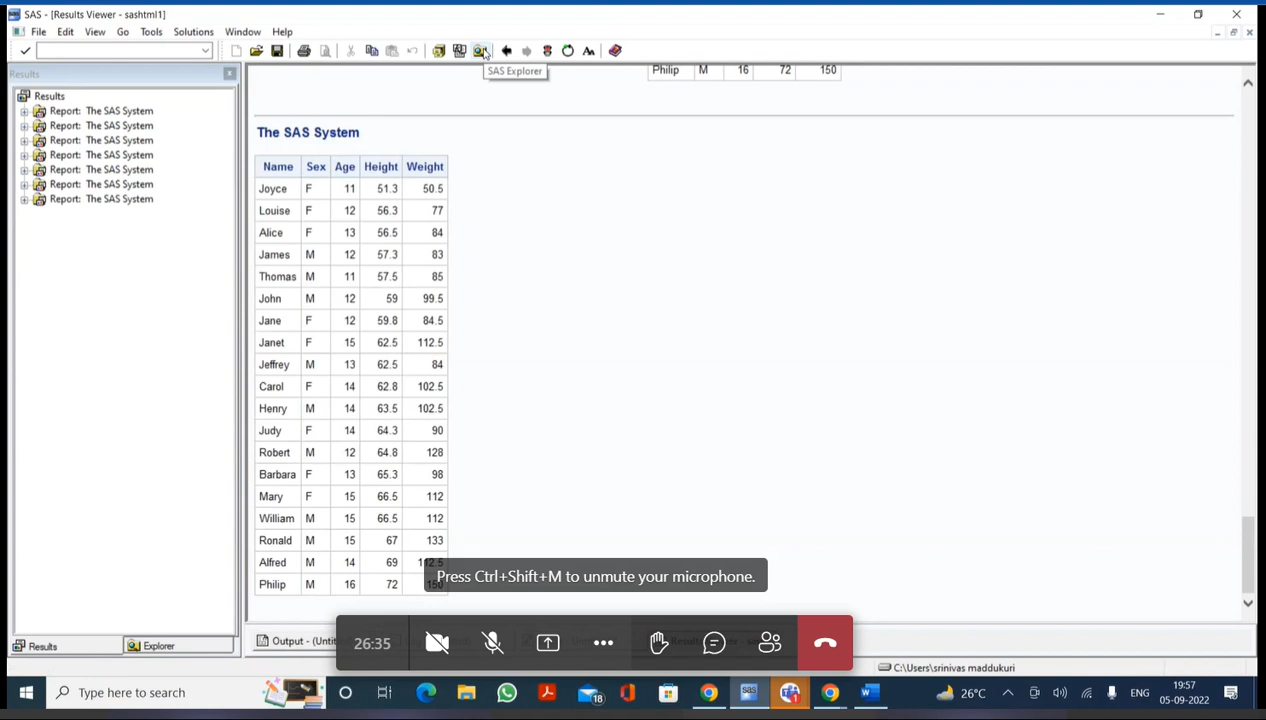 SAS - [Results Viewer - sashtml1]
File Edit View Go Tools Solutions Window Help
Results
SAS Explorer
Philip M 16 72 150
Results
Report: The SAS System
Report: The SAS System
Report: The SAS System
Report: The SAS System
Report: The SAS System
Report: The SAS System
Report: The SAS System
The SAS System
Name Sex Age Height Weight
Joyce F 11 51.3 50.5
Louise F 12 56.3 77
Alice F 13 56.5 84
James M 12 57.3 83
Thomas M 11 57.5 85
John M 12 59 99.5
Jane F 12 59.8 84.5
Janet F 15 62.5 112.5
Jeffrey M 13 62.5 84
Carol F 14 62.8 102.5
Henry M 14 63.5 102.5
Judy F 14 64.3 90
Robert M 12 64.8 128
Barbara F 13 65.3 98
Mary F 15 66.5 112
William M 15 66.5 112
Ronald M 15 67 133
Alfred M 14 69 112.5
Philip M 16 72 150
Press Ctrl+Shift+M to unmute your microphone.
26:35
Results Explorer
Output - (Unti
C:\Users\srinivas maddukuri
Type here to search
18
SAS
1
26°C
ENG
19:57
05-09-2022